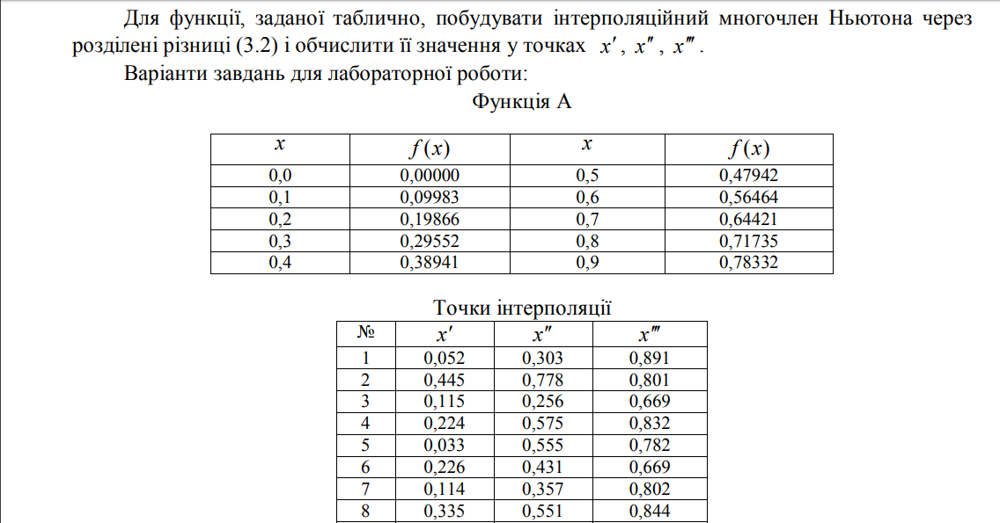 Для функції, заданої таблично, побудувати інтерполяційний многочлен Ньютона через
розділені різниці (3.2) і обчислити її значення у точках x′, x″, x‴.
Варіанти завдань для лабораторної роботи:
Функція А
x f(x) x f(x)
0,0 0,00000 0,5 0,47942
0,1 0,09983 0,6 0,56464
0,2 0,19866 0,7 0,64421
0,3 0,29552 0,8 0,71735
0,4 0,38941 0,9 0,78332
Точки інтерполяції
№ x′ x″ x‴
1 0,052 0,303 0,891
2 0,445 0,778 0,801
3 0,115 0,256 0,669
4 0,224 0,575 0,832
5 0,033 0,555 0,782
6 0,226 0,431 0,669
7 0,114 0,357 0,802
8 0,335 0,551 0,844